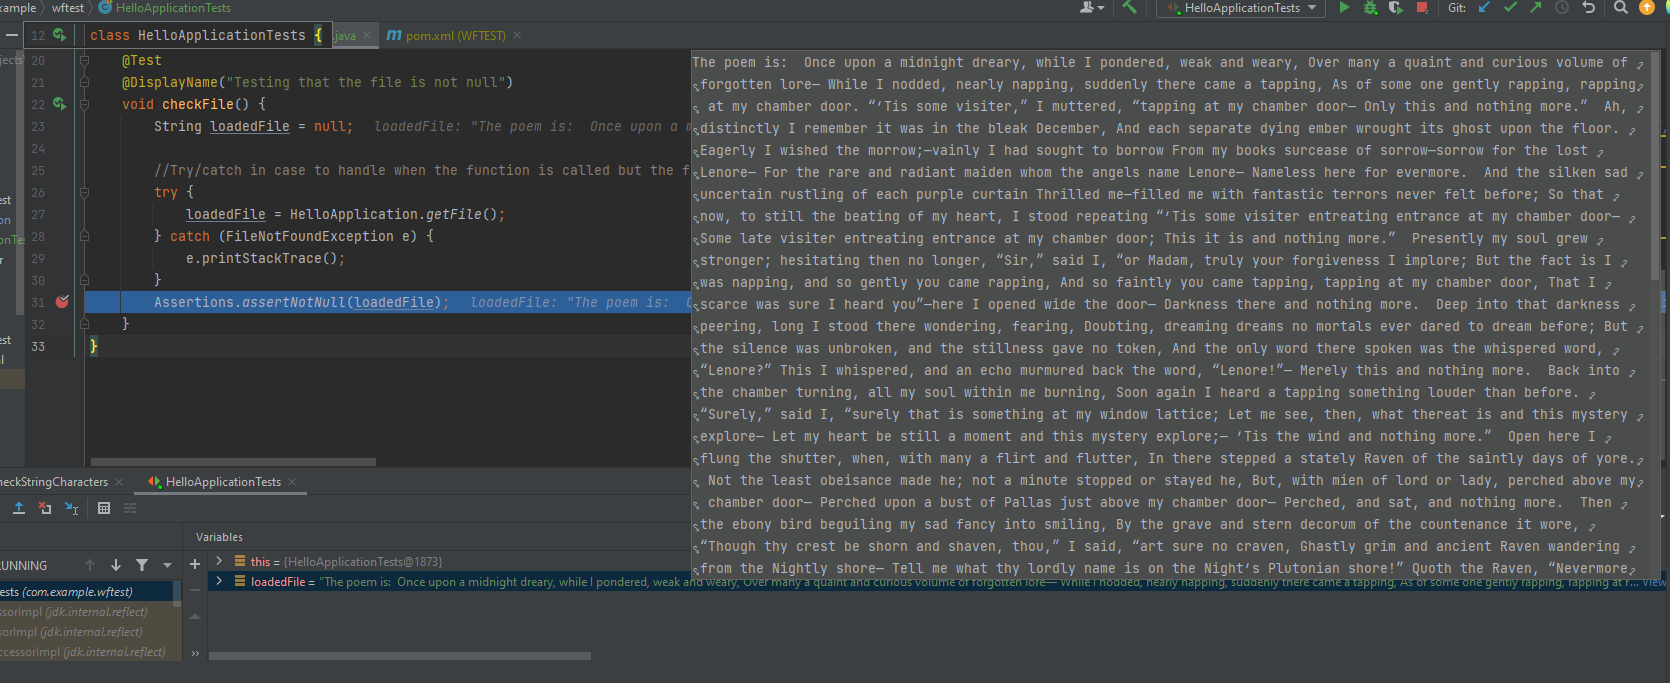 wftest HelloApplicationTests HelloApplicationTests Git:
class HelloApplicationTests { .java pom.xml (WFTEST)
12
20 @Test
21 @DisplayName("Testing that the file is not null")
22 void checkFile() {
23 String loadedFile = null; loadedFile: "The poem is:  Once upon a
24
25 //Try/catch in case to handle when the function is called but the f
26 try {
27 loadedFile = HelloApplication.getFile();
28 } catch (FileNotFoundException e) {
29 e.printStackTrace();
30 }
31 Assertions.assertNotNull(loadedFile); loadedFile: "The poem is:
32 }
33 }
The poem is:  Once upon a midnight dreary, while I pondered, weak and weary, Over many a quaint and curious volume of
forgotten lore— While I nodded, nearly napping, suddenly there came a tapping, As of some one gently rapping, rapping
at my chamber door. “‘Tis some visiter,” I muttered, “tapping at my chamber door— Only this and nothing more.”  Ah,
distinctly I remember it was in the bleak December, And each separate dying ember wrought its ghost upon the floor.
Eagerly I wished the morrow;—vainly I had sought to borrow From my books surcease of sorrow—sorrow for the lost
Lenore— For the rare and radiant maiden whom the angels name Lenore— Nameless here for evermore.  And the silken sad
uncertain rustling of each purple curtain Thrilled me—filled me with fantastic terrors never felt before; So that
now, to still the beating of my heart, I stood repeating “‘Tis some visiter entreating entrance at my chamber door—
Some late visiter entreating entrance at my chamber door; This it is and nothing more.”  Presently my soul grew
stronger; hesitating then no longer, “Sir,” said I, “or Madam, truly your forgiveness I implore; But the fact is I
was napping, and so gently you came rapping, And so faintly you came tapping, tapping at my chamber door, That I
scarce was sure I heard you”—here I opened wide the door— Darkness there and nothing more.  Deep into that darkness
peering, long I stood there wondering, fearing, Doubting, dreaming dreams no mortals ever dared to dream before; But
the silence was unbroken, and the stillness gave no token, And the only word there spoken was the whispered word,
“Lenore?” This I whispered, and an echo murmured back the word, “Lenore!”— Merely this and nothing more.  Back into
the chamber turning, all my soul within me burning, Soon again I heard a tapping something louder than before.
“Surely,” said I, “surely that is something at my window lattice; Let me see, then, what thereat is and this mystery
explore— Let my heart be still a moment and this mystery explore;— ‘Tis the wind and nothing more.”  Open here I
flung the shutter, when, with many a flirt and flutter, In there stepped a stately Raven of the saintly days of yore.
Not the least obeisance made he; not a minute stopped or stayed he, But, with mien of lord or lady, perched above my
chamber door— Perched upon a bust of Pallas just above my chamber door— Perched, and sat, and nothing more.  Then
the ebony bird beguiling my sad fancy into smiling, By the grave and stern decorum of the countenance it wore,
“Though thy crest be shorn and shaven, thou,” I said, “art sure no craven, Ghastly grim and ancient Raven wandering
from the Nightly shore— Tell me what thy lordly name is on the Night’s Plutonian shore!” Quoth the Raven, “Nevermore
HelloApplicationTests
Variables
this = {HelloApplicationTests@1873}
loadedFile = "The poem is:  Once upon a midnight dreary, while I pondered, weak and weary, Over many a quaint and curious volume of forgotten lore— While I nodded, nearly napping, suddenly there came a tapping, As of some one gently rapping, rapping at r... View
(com.example.wftest)
(jdk.internal.reflect)
(jdk.internal.reflect)
(jdk.internal.reflect)